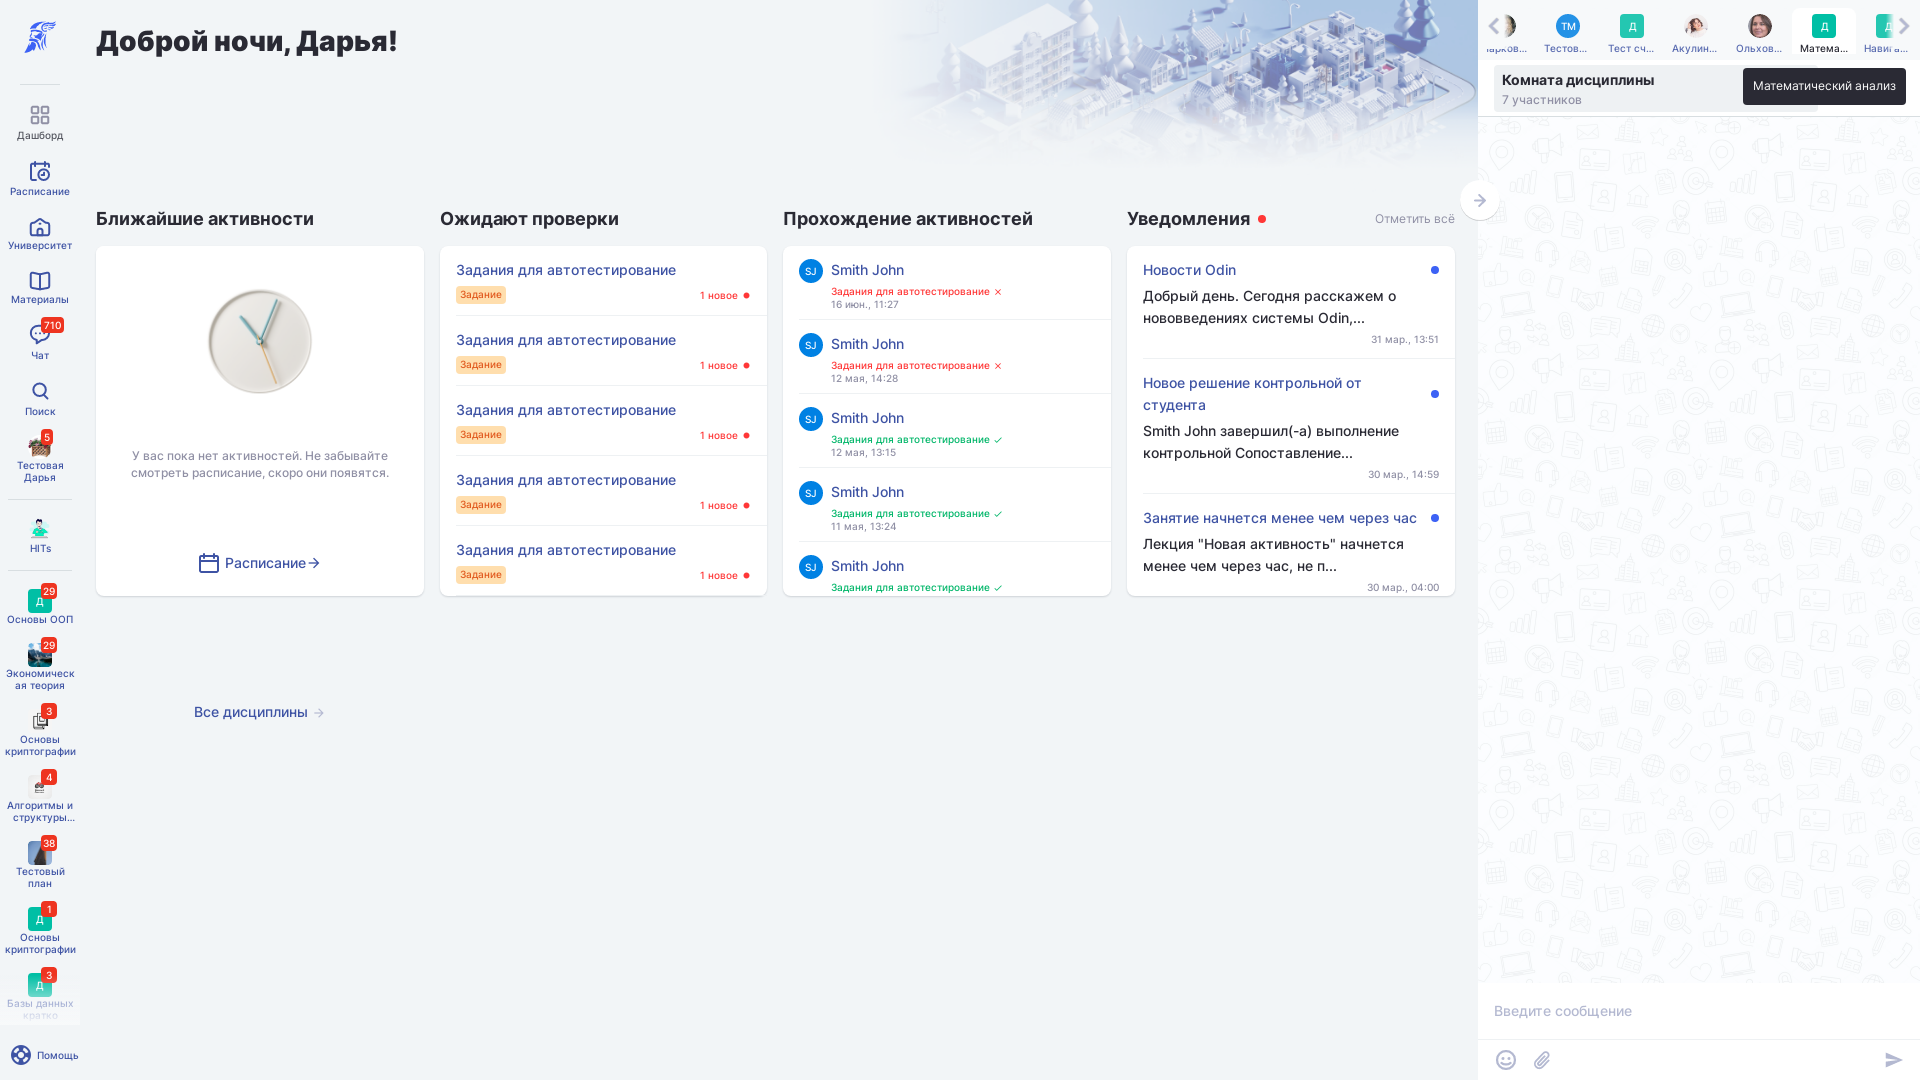 Дашборд
Расписание
Университет
Материалы
710
Чат
Поиск
5
Тестовая
Дарья
HITs
29
Д
Основы ООП
29
Экономическ
ая теория
3
Основы
криптографии
4
Алгоритмы и
структуры...
38
Тестовый
план
1
Д
Основы
криптографии
3
Д
Базы данных
кратко
Помощь
Доброй ночи, Дарья!
Ближайшие активности
У вас пока нет активностей. Не забывайте
смотреть расписание, скоро они появятся.
Расписание
Все дисциплины
Ожидают проверки
Задания для автотестирование
Задание
1 новое
Задания для автотестирование
Задание
1 новое
Задания для автотестирование
Задание
1 новое
Задания для автотестирование
Задание
1 новое
Задания для автотестирование
Задание
1 новое
Прохождение активностей
SJ
Smith John
Задания для автотестирование
16 июн., 11:27
SJ
Smith John
Задания для автотестирование
12 мая, 14:28
SJ
Smith John
Задания для автотестирование
12 мая, 13:15
SJ
Smith John
Задания для автотестирование
11 мая, 13:24
SJ
Smith John
Задания для автотестирование
Уведомления
Отметить всё
Новости Odin
Добрый день. Сегодня расскажем о
нововведениях системы Odin,...
31 мар., 13:51
Новое решение контрольной от
студента
Smith John завершил(-а) выполнение
контрольной Сопоставление...
30 мар., 14:59
Занятие начнется менее чем через час
Лекция "Новая активность" начнется
менее чем через час, не п...
30 мар., 04:00
ТМ
Тестов...
Д
Тест сч...
Акулин...
Ольхов...
Д
Матема...
Д
Комната дисциплины
7 участников
Математический анализ
Введите сообщение